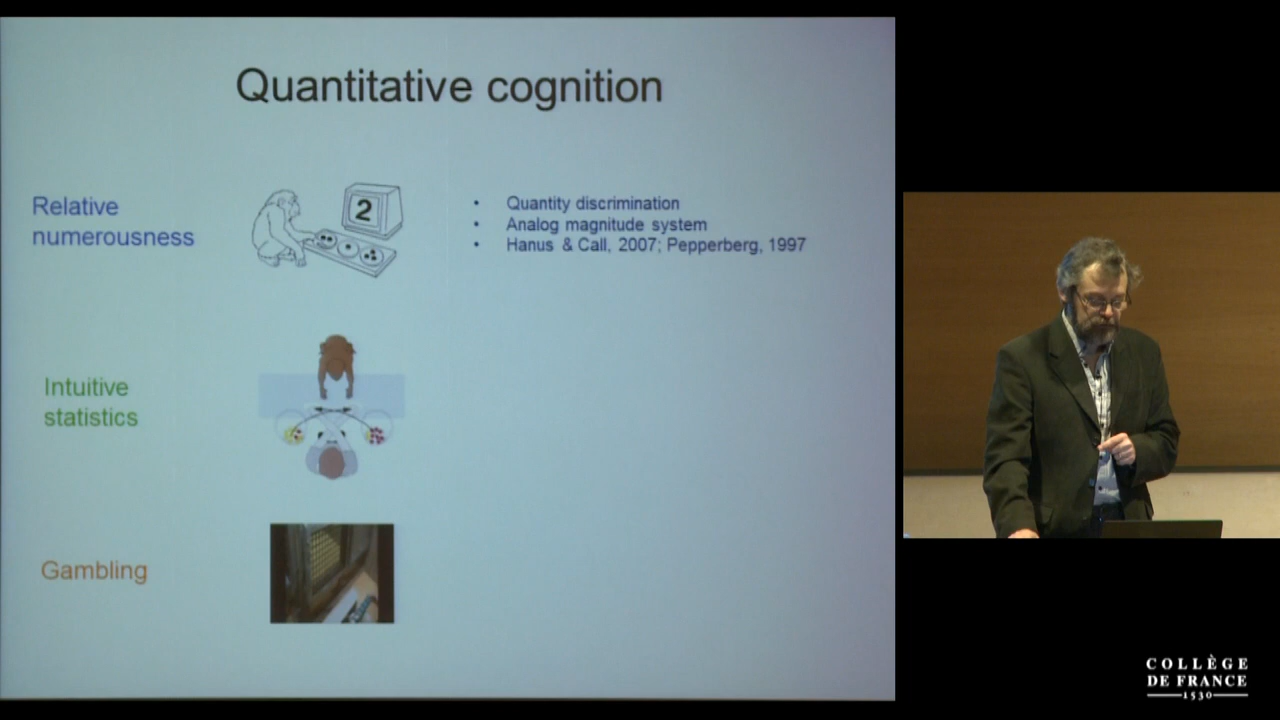 Quantitative cognition
Relative
numerousness
2
• Quantity discrimination
• Analog magnitude system
• Hanus & Call, 2007; Pepperberg, 1997
Intuitive
statistics
Gambling
COLLÈGE
DE FRANCE
1530